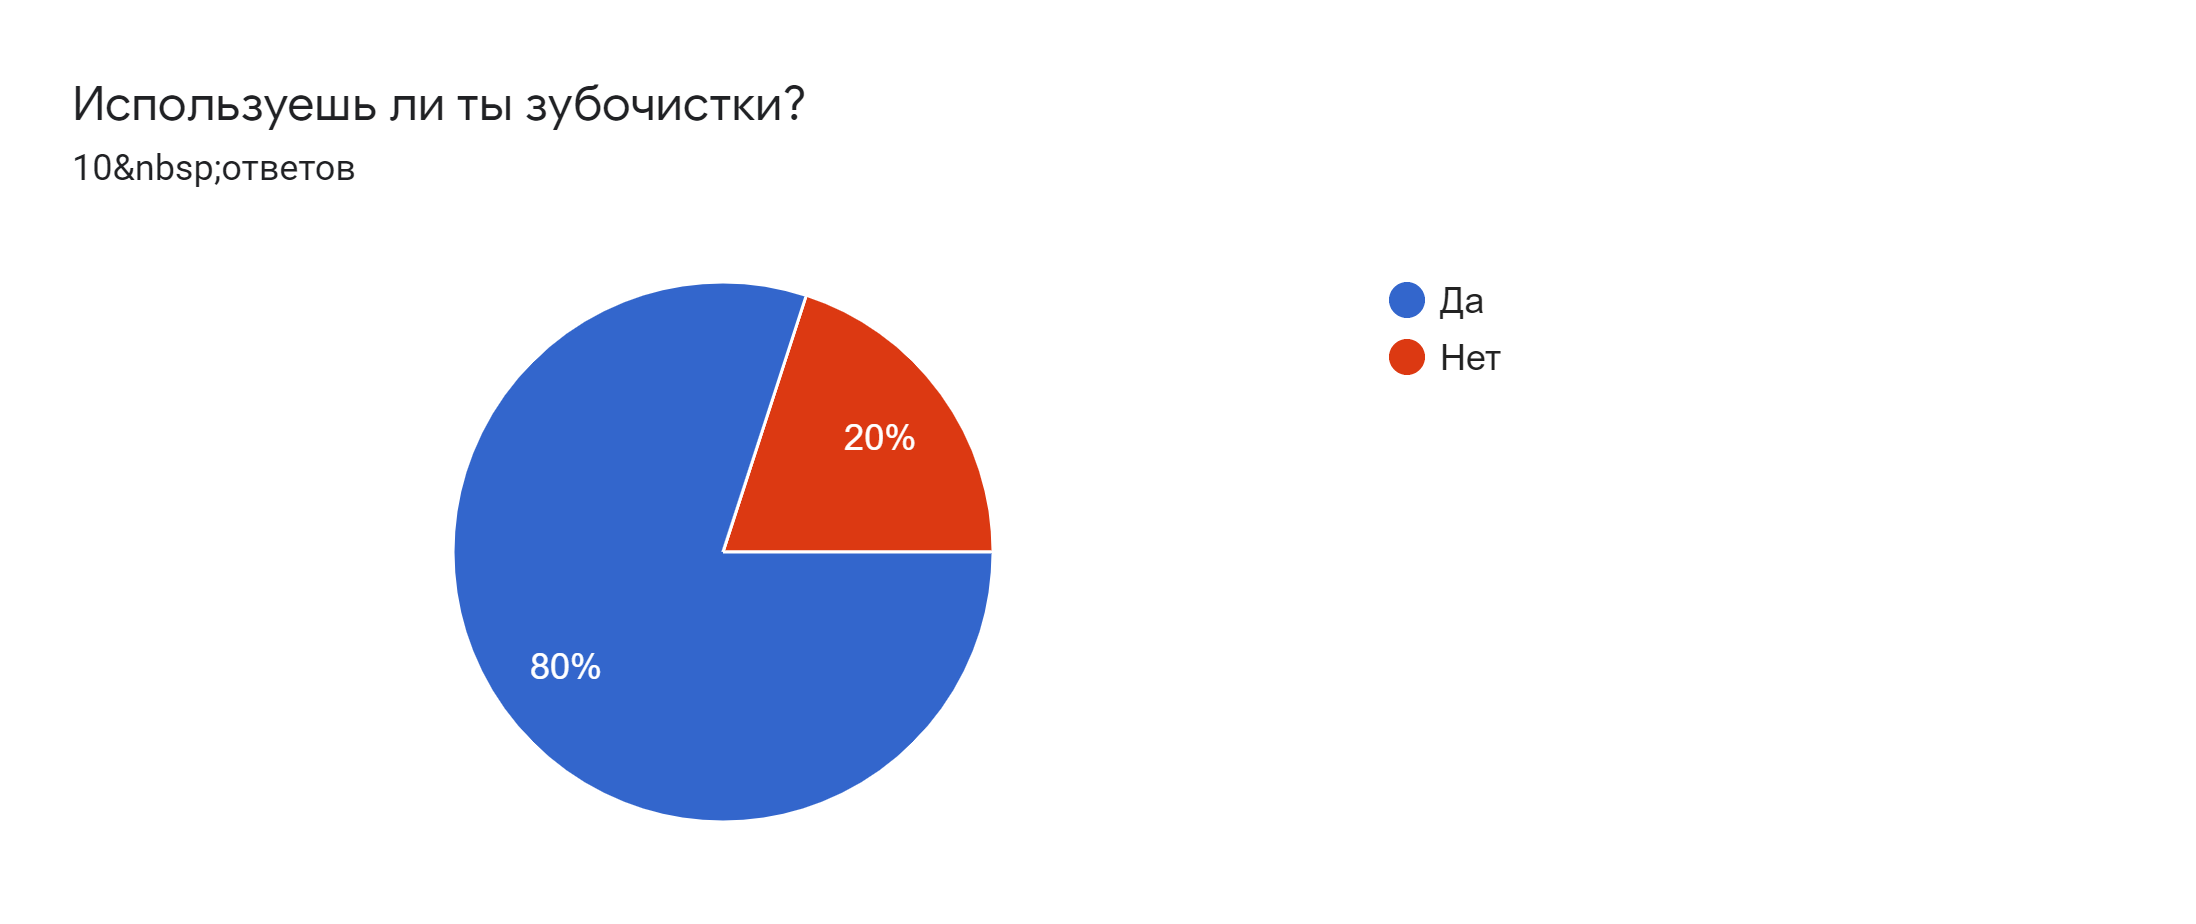 Используешь ли ты зубочистки?
10&nbsp;ответов
Да
Нет
20%
80%